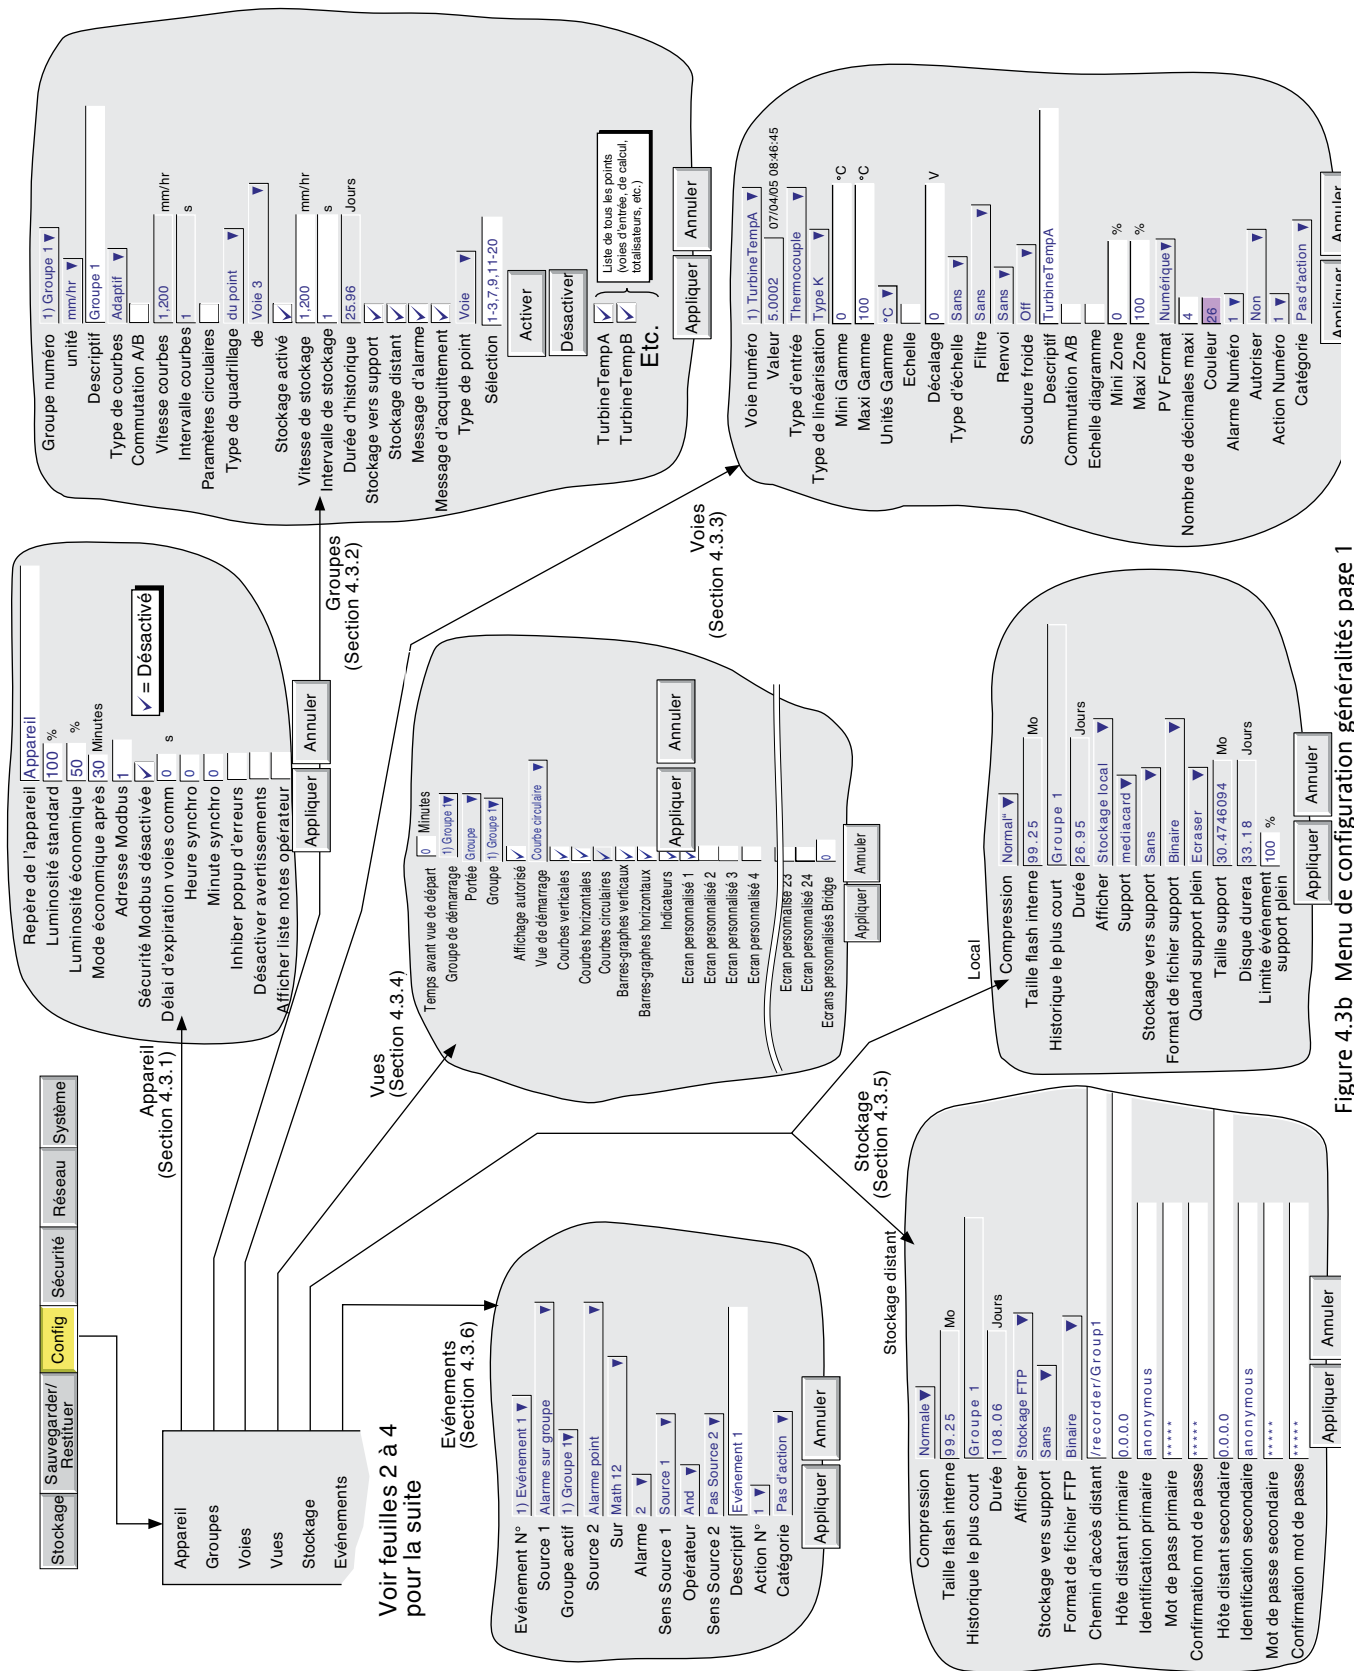 Stockage
Sauvegarder/
Restituer
Config
Sécurité
Réseau
Système
Appareil
Groupes
Voies
Vues
Stockage
Evénements
Voir feuilles 2 à 4
pour la suite
Appareil
(Section 4.3.1)
Repère de l'appareil Appareil
Luminosité standard 100 %
Luminosité économique 50 %
Mode économique après 30 Minutes
Adresse Modbus 1
Sécurité Modbus désactivée ✓
Délai d'expiration voies comm 0 s
Heure synchro 0
Minute synchro 0
Inhiber popup d'erreurs
Désactiver avertissements
Afficher liste notes opérateur
✓ = Désactivé
Appliquer Annuler
Groupes
(Section 4.3.2)
Groupe numéro 1) Groupe 1 ▼
unité mm/hr ▼
Descriptif Groupe 1
Type de courbes Adaptif ▼
Commutation A/B
Vitesse courbes 1,200 mm/hr
Intervalle courbes 1 s
Paramètres circulaires
Type de quadrillage du point ▼
de Voie 3 ▼
Stockage activé ✓
Vitesse de stockage 1,200 mm/hr
Intervalle de stockage 1 s
Durée d'historique 25.96 Jours
Stockage vers support ✓
Stockage distant ✓
Message d'alarme ✓
Message d'acquittement ✓
Type de point Voie ▼
Sélection 1-3,7,9,11-20
Activer
Désactiver
TurbineTempA ✓
TurbineTempB ✓
Etc.
Liste de tous les points
(voies d'entrée, de calcul,
totalisateurs, etc.)
Appliquer Annuler
Voies
(Section 4.3.3)
Voie numéro 1) TurbineTempA ▼
Valeur 5.0002 07/04/05 08:46:45
Type d'entrée Thermocouple ▼
Type de linéarisation Type K ▼
Mini Gamme 0 °C
Maxi Gamme 100 °C
Unités Gamme °C ▼
Echelle
Décalage 0 V
Type d'échelle Sans ▼
Filtre Sans ▼
Renvoi Sans ▼
Soudure froide Off ▼
Descriptif TurbineTempA
Commutation A/B
Echelle diagramme
Mini Zone 0 %
Maxi Zone 100 %
PV Format Numérique ▼
Nombre de décimales maxi 4
Couleur 26
Alarme Numéro 1 ▼
Autoriser Non ▼
Action Numéro 1 ▼
Catégorie Pas d'action ▼
Appliquer Annuler
Vues
(Section 4.3.4)
Temps avant vue de départ 0 Minutes
Groupe de démarrage 1) Groupe 1▼
Portée Groupe ▼
Groupe 1) Groupe 1▼
Affichage autorisé ✓
Vue de démarrage Courbe circulaire ▼
Courbes verticales ✓
Courbes horizontales ✓
Courbes circulaires ✓
Barres-graphes verticaux ✓
Barres-graphes horizontaux ✓
Indicateurs ✓
Ecran personnalisé 1 ✓
Ecran personnalisé 2
Ecran personnalisé 3
Ecran personnalisé 4
Appliquer Annuler
Ecran personnalisé 23
Ecran personnalisé 24
Ecrans personnalisés Bridge 0
Appliquer Annuler
Stockage
(Section 4.3.5)
Local
Compression Normal" ▼
Taille flash interne 99.25 Mo
Historique le plus court Groupe 1
Durée 26.95 Jours
Afficher Stockage local ▼
Support mediacard ▼
Stockage vers support Sans ▼
Format de fichier support Binaire ▼
Quand support plein Ecraser ▼
Taille support 30.4746094 Mo
Disque durera 33.18 Jours
Limite événement
support plein 100 %
Appliquer Annuler
Stockage distant
Compression Normale ▼
Taille flash interne 99.25 Mo
Historique le plus court Groupe 1
Durée 108.06 Jours
Afficher Stockage FTP ▼
Stockage vers support Sans ▼
Format de fichier FTP Binaire ▼
Chemin d'accès distant /recorder/Group1
Hôte distant primaire 0.0.0.0
Identification primaire anonymous
Mot de pass primaire *****
Confirmation mot de passe *****
Hôte distant secondaire 0.0.0.0
Identification secondaire anonymous
Mot de passe secondaire *****
Confirmation mot de passe *****
Appliquer Annuler
Evénements
(Section 4.3.6)
Evénement N° 1) Evénement 1 ▼
Source 1 Alarme sur groupe ▼
Groupe actif 1) Groupe 1▼
Source 2 Alarme point ▼
Sur Math 12 ▼
Alarme 2 ▼
Sens Source 1 Source 1 ▼
Opérateur And ▼
Sens Source 2 Pas Source 2 ▼
Descriptif Evénement 1
Action N° 1 ▼
Catégorie Pas d'action ▼
Appliquer Annuler
Figure 4.3b Menu de configuration généralités page 1